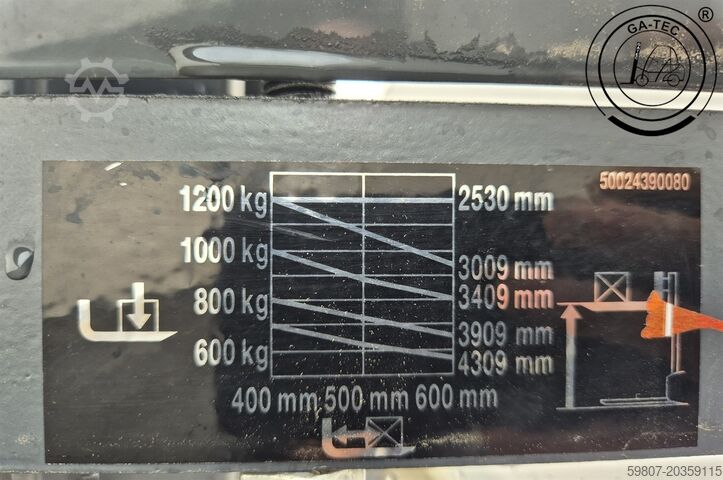 GA-TEC
®
50024390080
1200 kg
2530 mm
1000 kg
3009 mm
800 kg
3409 mm
3909 mm
600 kg
4309 mm
400 mm 500 mm 600 mm
59807-20359115